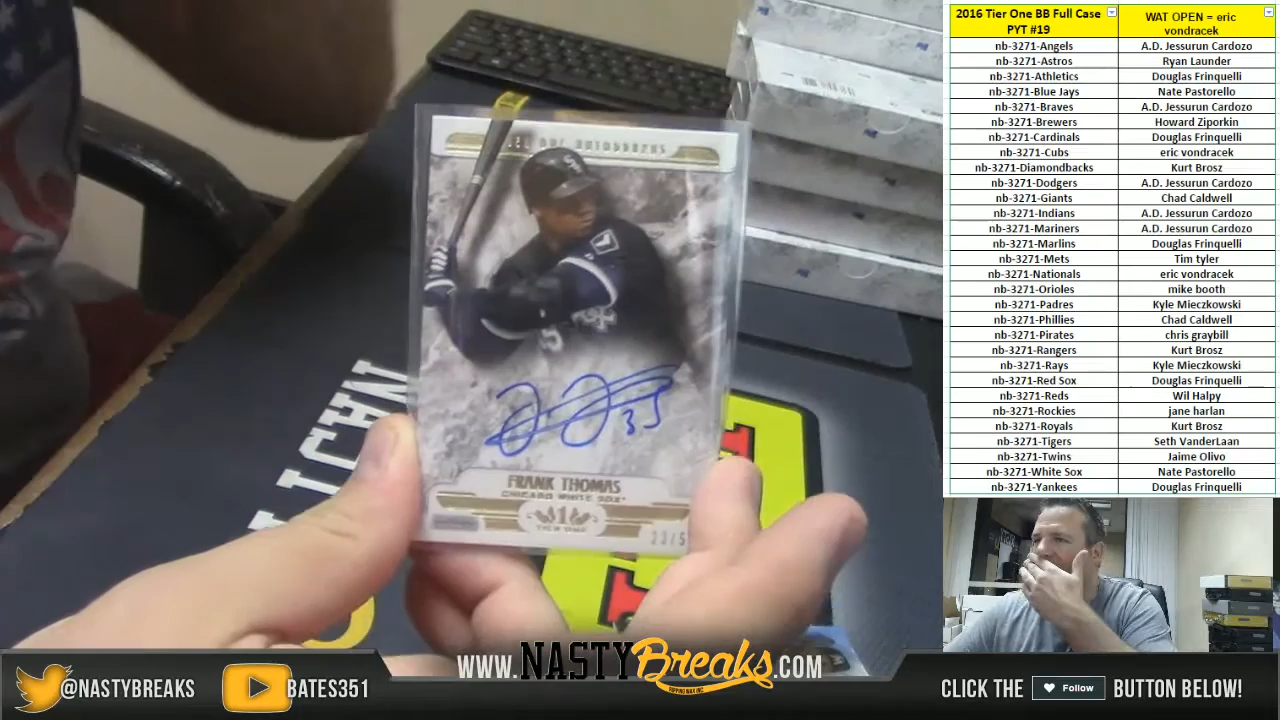 2016 Tier One BB Full Case PYT #19
WAT OPEN = eric vondracek
nb-3271-Angels A.D. Jessurun Cardozo
nb-3271-Astros Ryan Launder
nb-3271-Athletics Douglas Frinquelli
nb-3271-Blue Jays Nate Pastorello
nb-3271-Braves A.D. Jessurun Cardozo
nb-3271-Brewers Howard Ziporkin
nb-3271-Cardinals Douglas Frinquelli
nb-3271-Cubs eric vondracek
nb-3271-Diamondbacks Kurt Brosz
nb-3271-Dodgers A.D. Jessurun Cardozo
nb-3271-Giants Chad Caldwell
nb-3271-Indians A.D. Jessurun Cardozo
nb-3271-Mariners A.D. Jessurun Cardozo
nb-3271-Marlins Douglas Frinquelli
nb-3271-Mets Tim tyler
nb-3271-Nationals eric vondracek
nb-3271-Orioles mike booth
nb-3271-Padres Kyle Mieczkowski
nb-3271-Phillies Chad Caldwell
nb-3271-Pirates chris graybill
nb-3271-Rangers Kurt Brosz
nb-3271-Rays Kyle Mieczkowski
nb-3271-Red Sox Douglas Frinquelli
nb-3271-Reds Wil Halpy
nb-3271-Rockies jane harlan
nb-3271-Royals Kurt Brosz
nb-3271-Tigers Seth VanderLaan
nb-3271-Twins Jaime Olivo
nb-3271-White Sox Nate Pastorello
nb-3271-Yankees Douglas Frinquelli
35
FRANK THOMAS
CHICAGO WHITE SOX
1
TIER ONE
@NASTYBREAKS
BATES351
WWW.NASTYBreaks.COM
RIPPING WAX INC
CLICK THE Follow BUTTON BELOW!